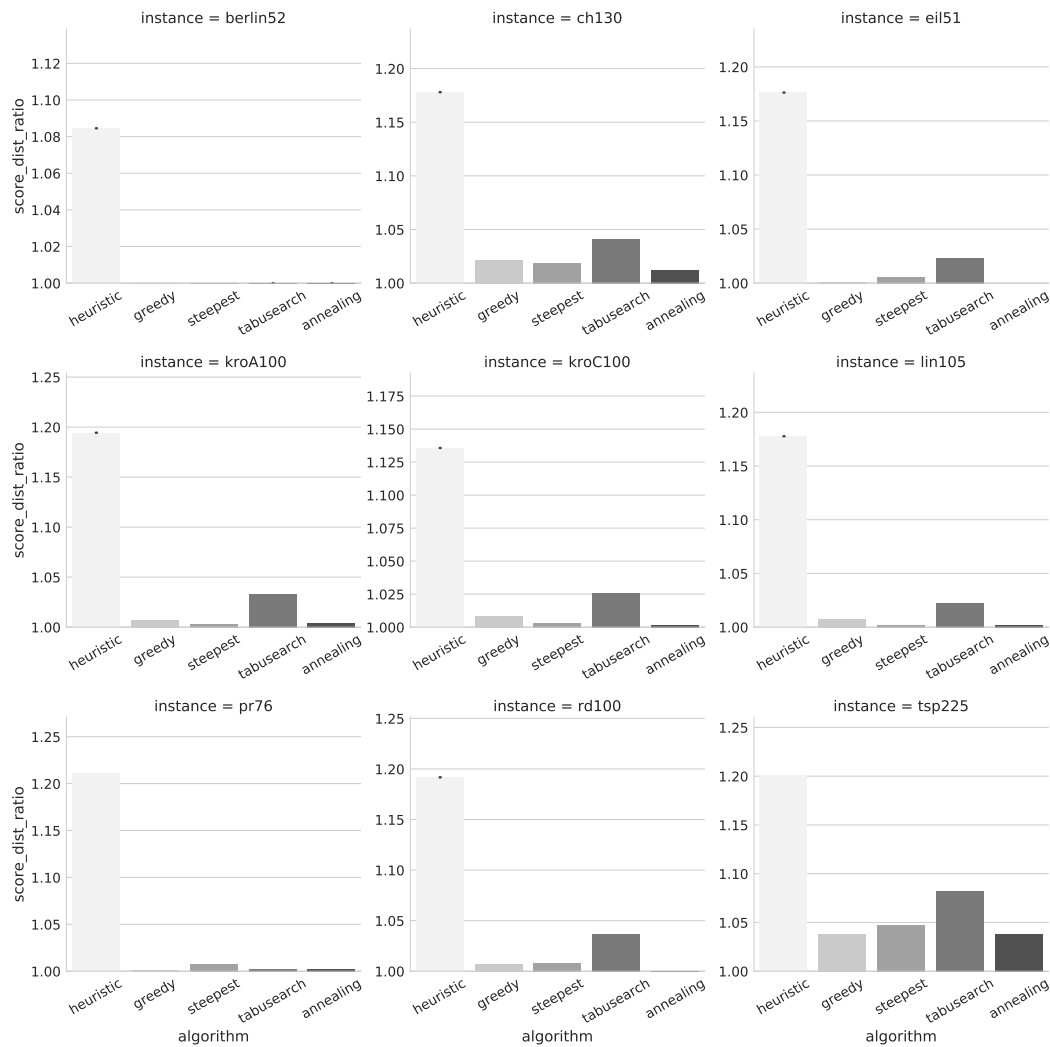 instance = berlin52
instance = ch130
instance = eil51
score_dist_ratio
1.12
1.10
1.08
1.06
1.04
1.02
1.00
1.20
1.15
1.10
1.05
1.00
1.20
1.15
1.10
1.05
1.00
heuristic greedy steepest tabusearch annealing
heuristic greedy steepest tabusearch annealing
heuristic greedy steepest tabusearch annealing
instance = kroA100
instance = kroC100
instance = lin105
score_dist_ratio
1.25
1.20
1.15
1.10
1.05
1.00
1.175
1.150
1.125
1.100
1.075
1.050
1.025
1.000
1.20
1.15
1.10
1.05
1.00
heuristic greedy steepest tabusearch annealing
heuristic greedy steepest tabusearch annealing
heuristic greedy steepest tabusearch annealing
instance = pr76
instance = rd100
instance = tsp225
score_dist_ratio
1.25
1.20
1.15
1.10
1.05
1.00
1.25
1.20
1.15
1.10
1.05
1.00
1.25
1.20
1.15
1.10
1.05
1.00
heuristic greedy steepest tabusearch annealing
heuristic greedy steepest tabusearch annealing
heuristic greedy steepest tabusearch annealing
algorithm
algorithm
algorithm